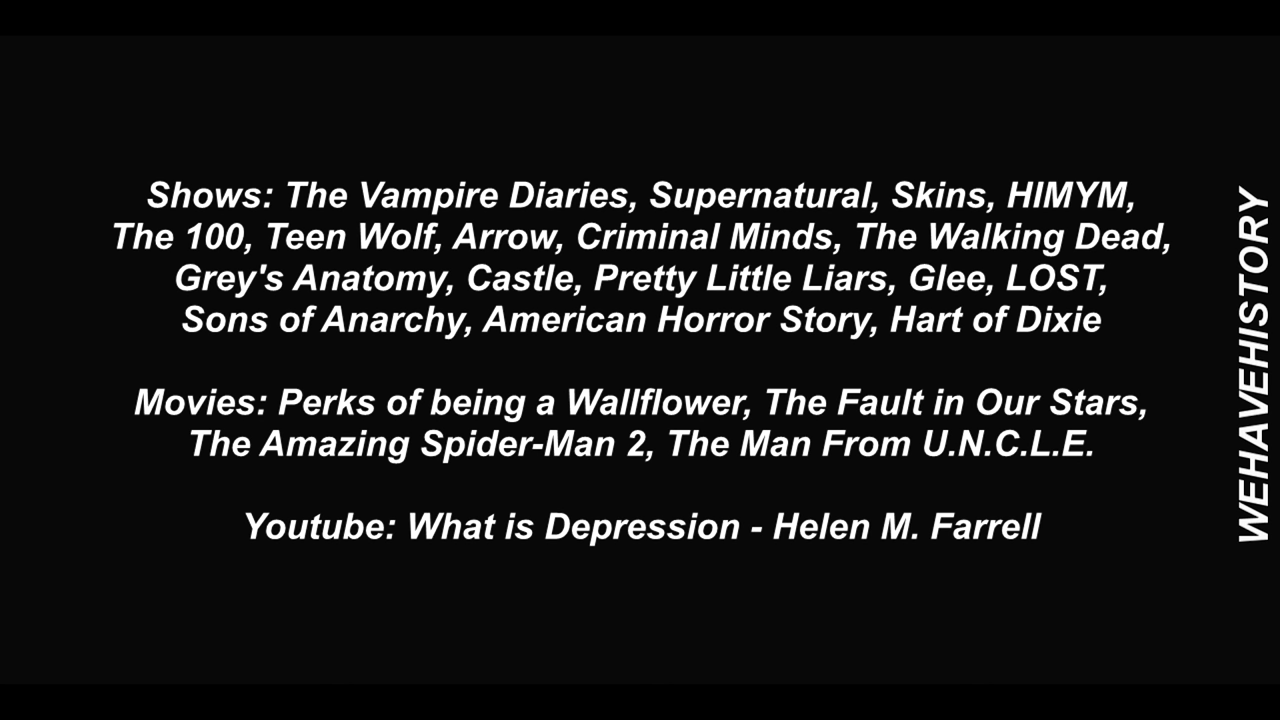 Shows: The Vampire Diaries, Supernatural, Skins, HIMYM,
The 100, Teen Wolf, Arrow, Criminal Minds, The Walking Dead,
Grey's Anatomy, Castle, Pretty Little Liars, Glee, LOST,
Sons of Anarchy, American Horror Story, Hart of Dixie
Movies: Perks of being a Wallflower, The Fault in Our Stars,
The Amazing Spider-Man 2, The Man From U.N.C.L.E.
Youtube: What is Depression - Helen M. Farrell
WEHAVEHISTORY